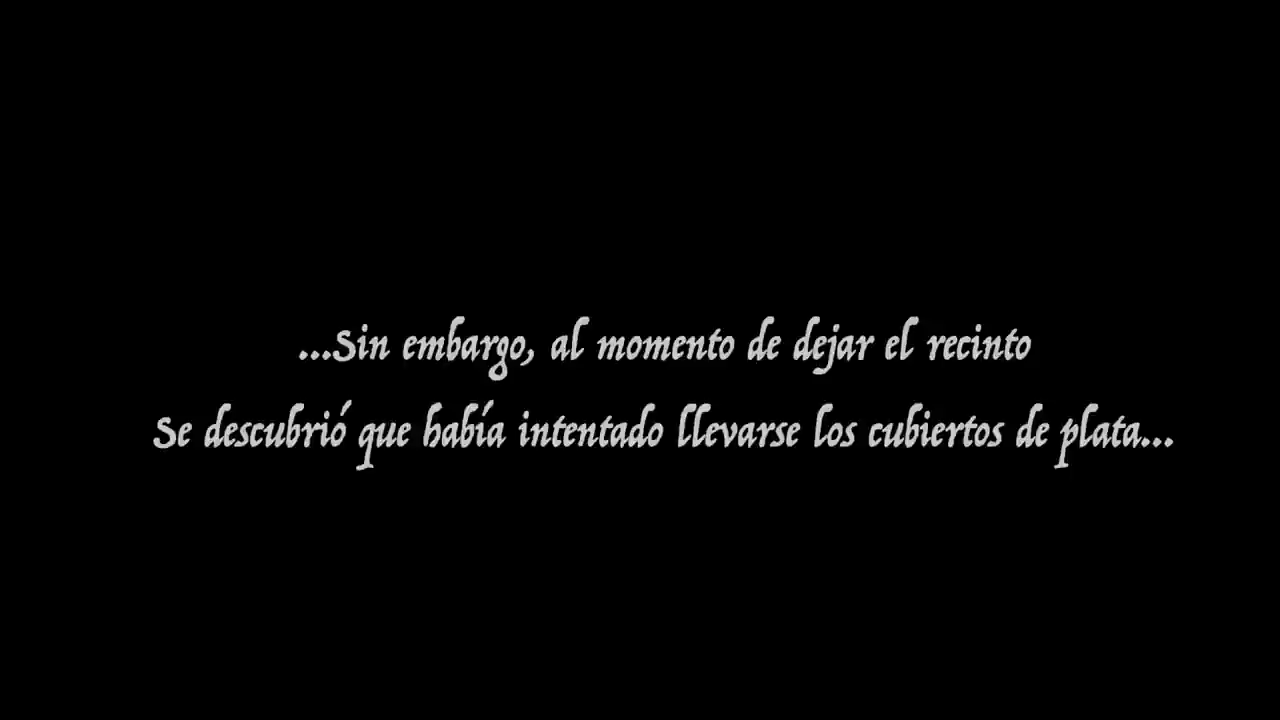 ...Sin embargo, al momento de dejar el recinto
Se descubrió que había intentado llevarse los cubiertos de plata...